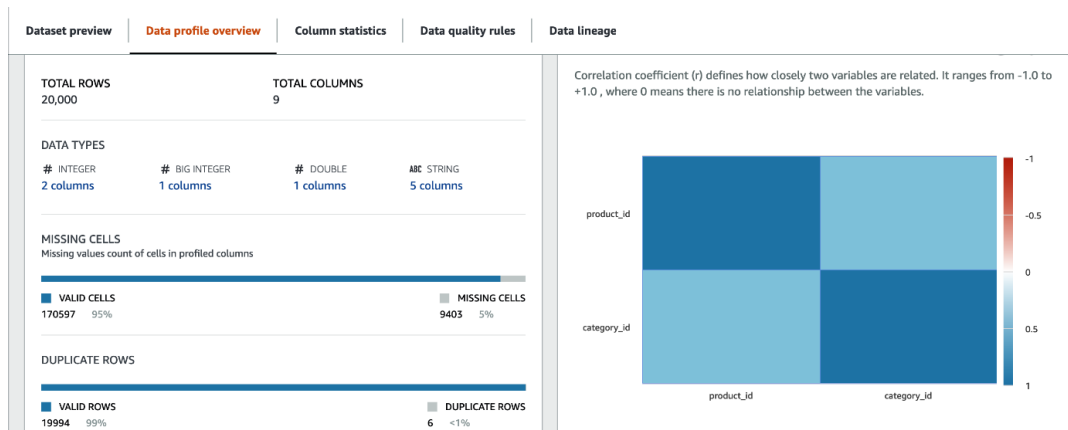 Dataset preview
Data profile overview
Column statistics
Data quality rules
Data lineage
TOTAL ROWS
20,000
TOTAL COLUMNS
9
DATA TYPES
# INTEGER
2 columns
# BIG INTEGER
1 columns
# DOUBLE
1 columns
ABC STRING
5 columns
MISSING CELLS
Missing values count of cells in profiled columns
VALID CELLS
170597 95%
MISSING CELLS
9403 5%
DUPLICATE ROWS
VALID ROWS
19994 99%
DUPLICATE ROWS
6 <1%
Correlation coefficient (r) defines how closely two variables are related. It ranges from -1.0 to
+1.0 , where 0 means there is no relationship between the variables.
product_id
category_id
product_id
category_id
-1
-0.5
0
0.5
1